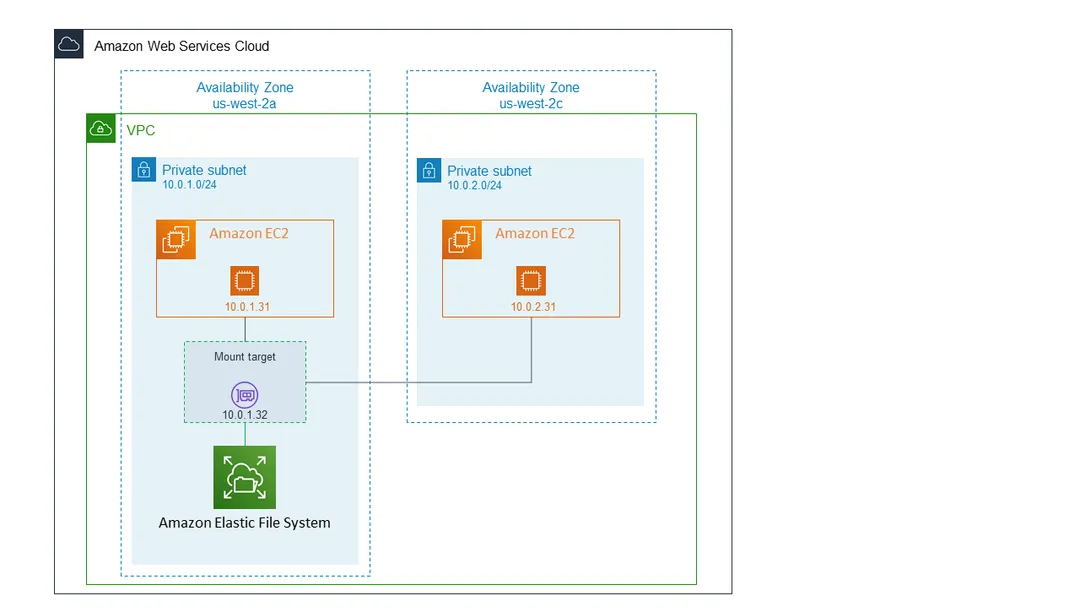 Amazon Web Services Cloud
Availability Zone
us-west-2a
Availability Zone
us-west-2c
VPC
Private subnet
10.0.1.0/24
Private subnet
10.0.2.0/24
Amazon EC2
10.0.1.31
Amazon EC2
10.0.2.31
Mount target
10.0.1.32
Amazon Elastic File System